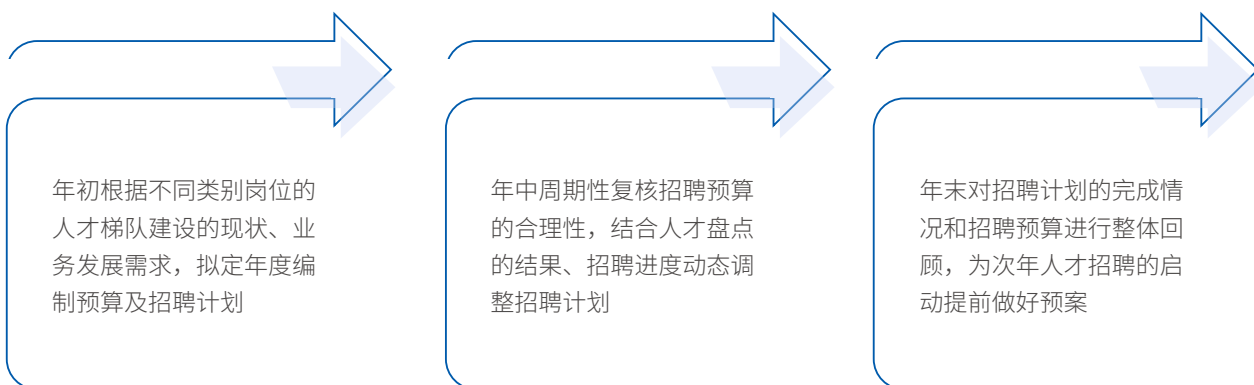 年初根据不同类别岗位的
人才梯队建设的现状、业
务发展需求，拟定年度编
制预算及招聘计划
年中周期性复核招聘预算
的合理性，结合人才盘点
的结果、招聘进度动态调
整招聘计划
年末对招聘计划的完成情
况和招聘预算进行整体回
顾，为次年人才招聘的启
动提前做好预案